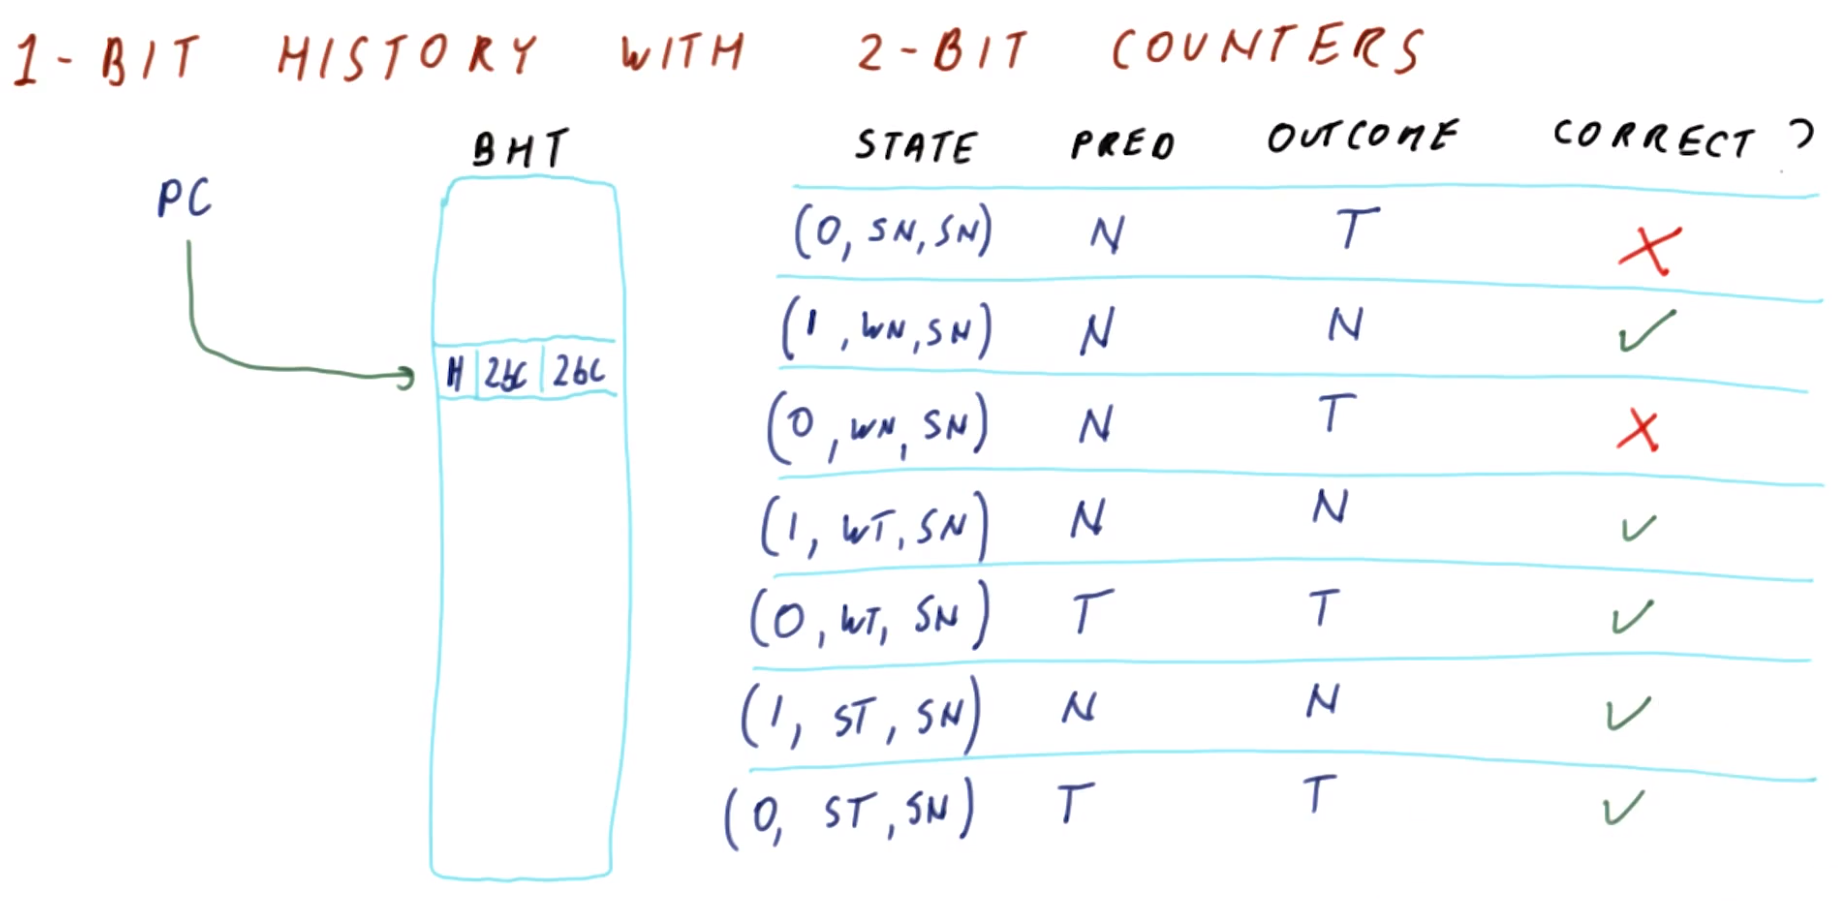 1-BIT HISTORY WITH 2-BIT COUNTERS
BHT STATE PRED OUTCOME CORRECT ?
PC
(0, SN, SN) N T ✗
(1, WN, SN) N N ✓
H 2bC 2bC
(0, WN, SN) N T ✗
(1, WT, SN) N N ✓
(0, WT, SN) T T ✓
(1, ST, SN) N N ✓
(0, ST, SN) T T ✓